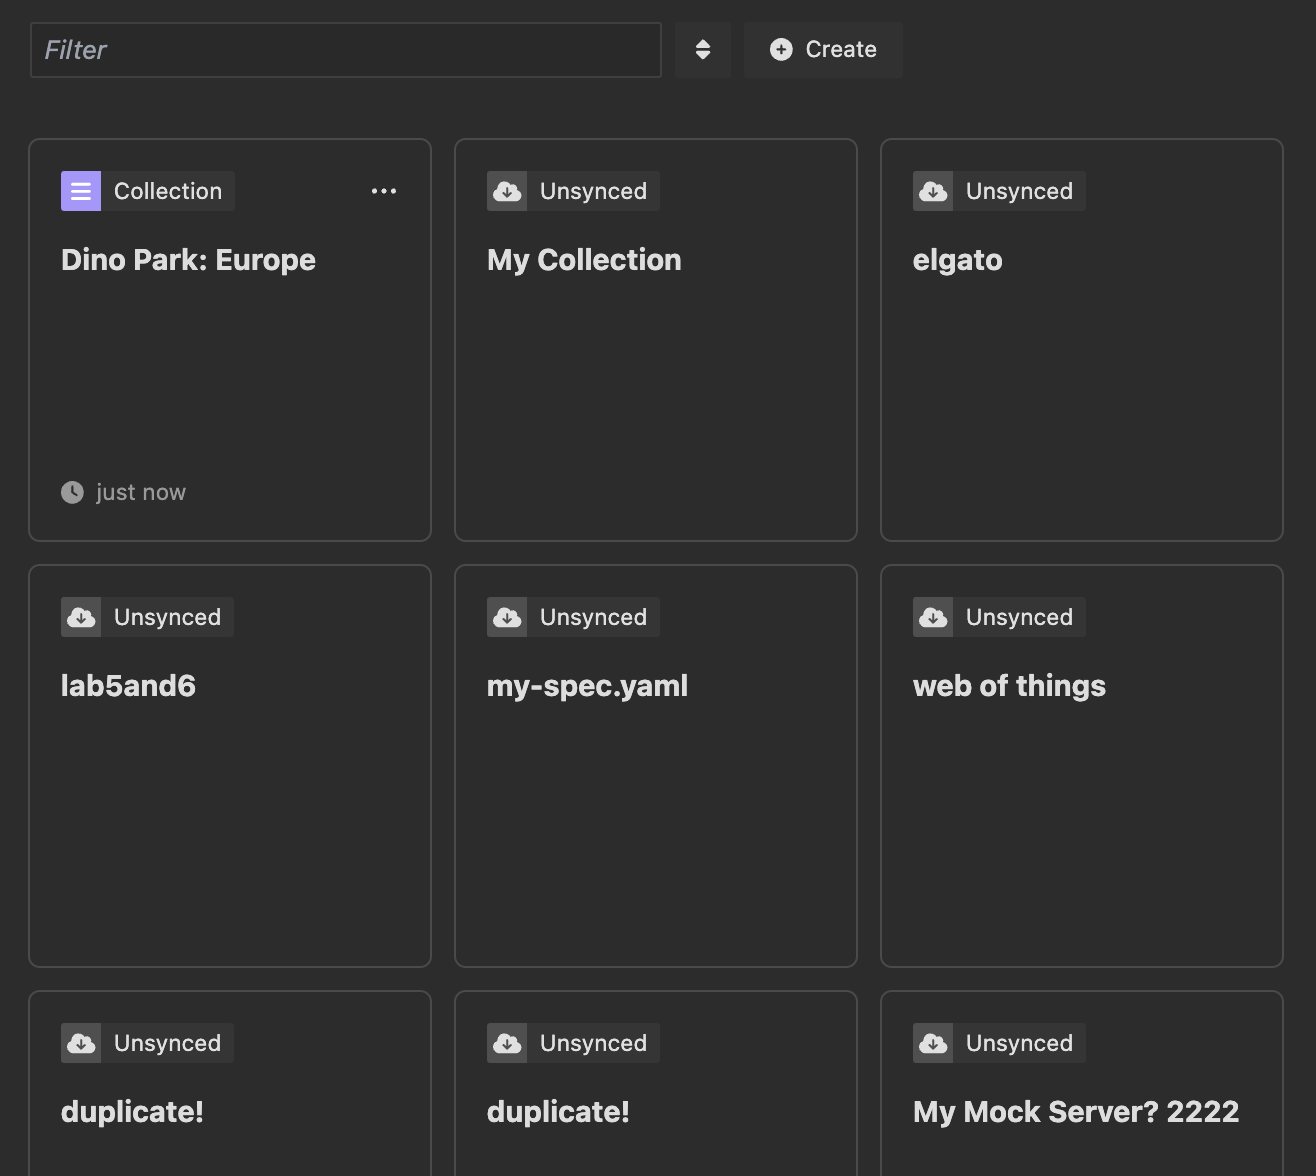 Filter
Create
Collection
Dino Park: Europe
just now
Unsynced
My Collection
Unsynced
elgato
Unsynced
lab5and6
Unsynced
my-spec.yaml
Unsynced
web of things
Unsynced
duplicate!
Unsynced
duplicate!
Unsynced
My Mock Server? 2222